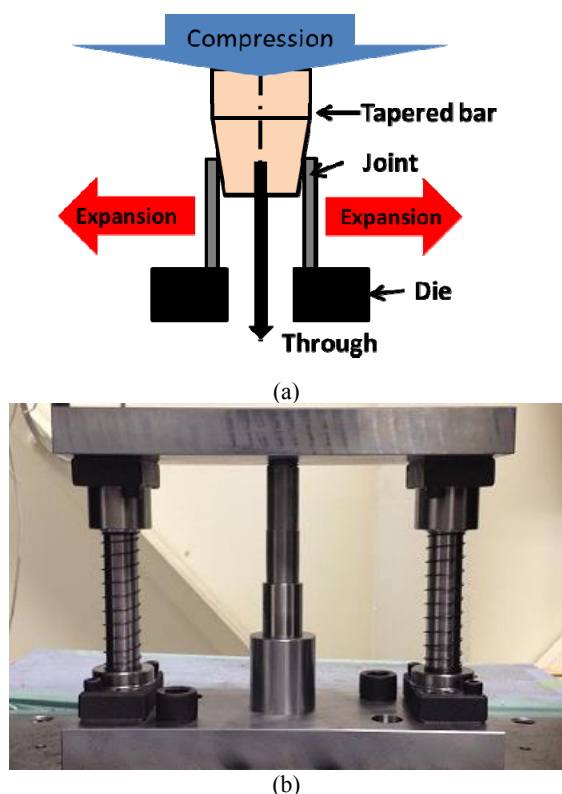 Compression
Tapered bar
Joint
Expansion
Expansion
Die
Through
(a)
(b)